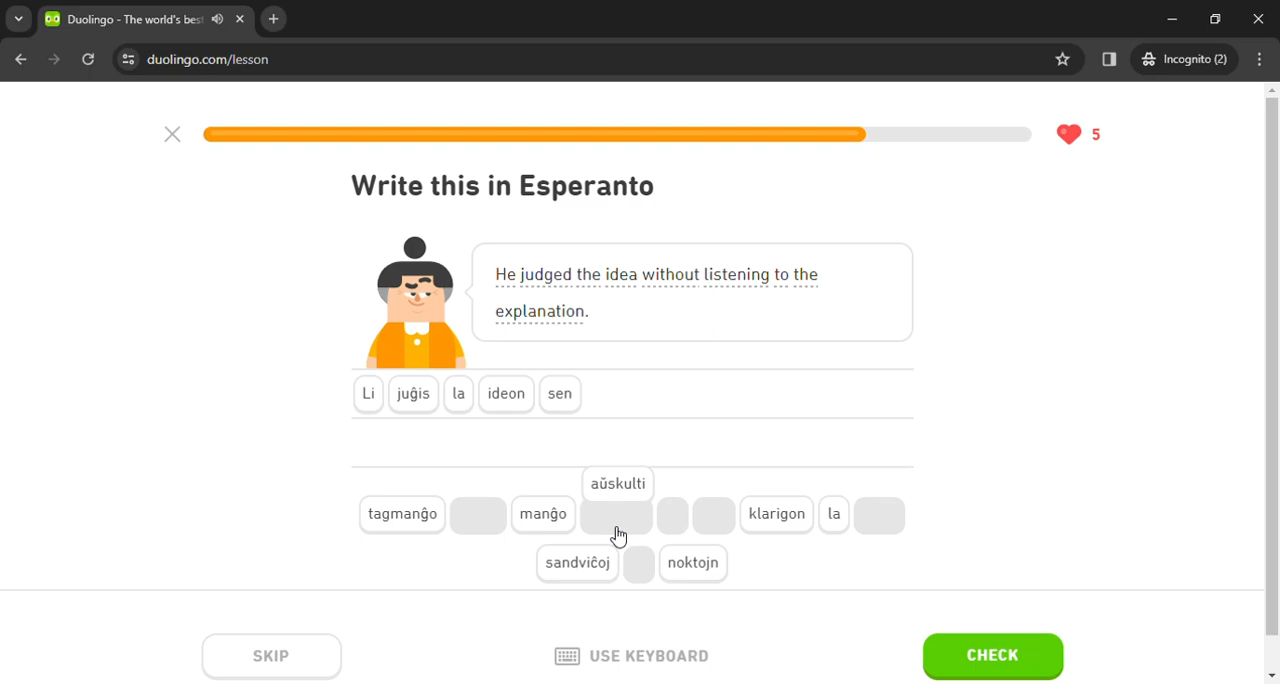 Duolingo - The world's bes
duolingo.com/lesson
Incognito (2)
5
Write this in Esperanto
He judged the idea without listening to the
explanation.
Li juĝis la ideon sen
aŭskulti
tagmanĝo manĝo klarigon la
sandviĉoj noktojn
SKIP USE KEYBOARD CHECK